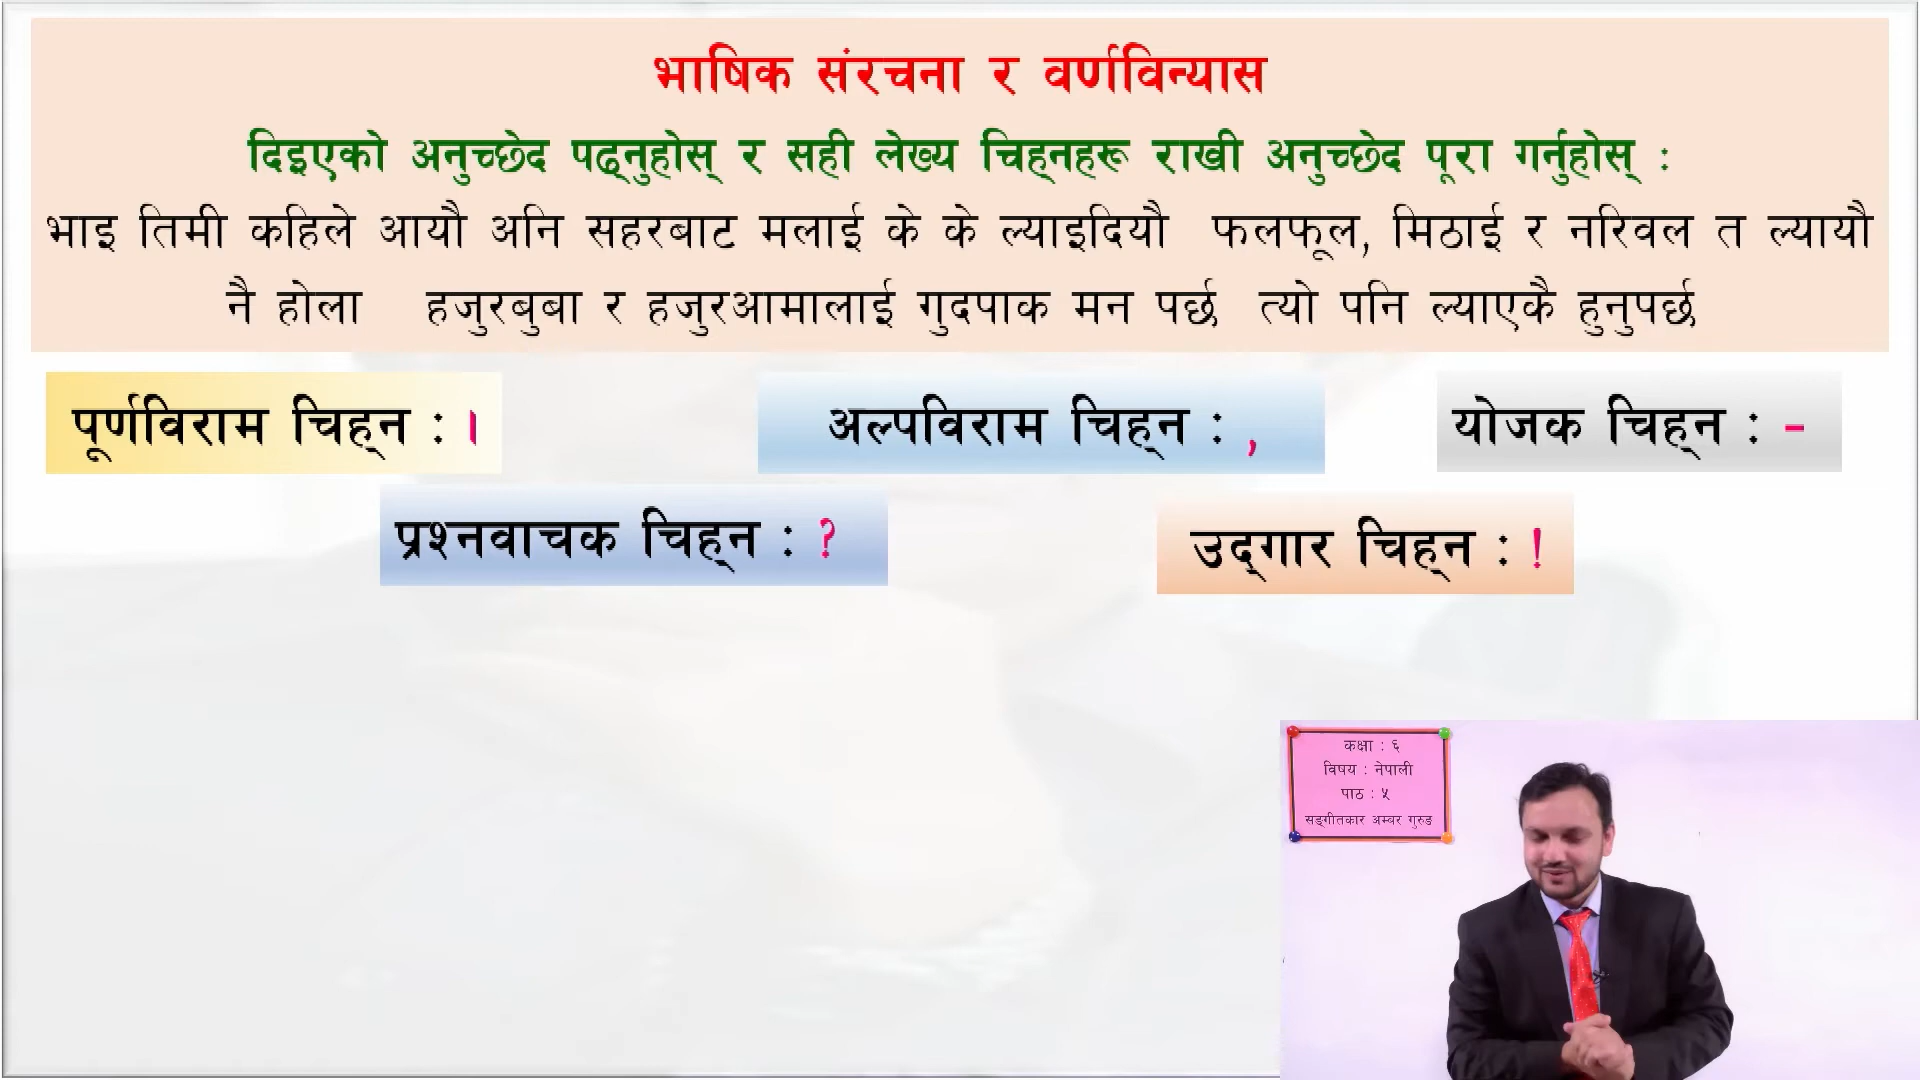 भाषिक संरचना र वर्णविन्यास
दिइएको अनुच्छेद पढ्नुहोस् र सही लेख्य चिह्नहरू राखी अनुच्छेद पूरा गर्नुहोस् :
भाइ तिमी कहिले आयौ अनि सहरबाट मलाई के के ल्याइदियौ फलफूल, मिठाई र नरिवल त ल्यायौ
नै होला हजुरबुबा र हजुरआमालाई गुदपाक मन पर्छ त्यो पनि ल्याएकै हुनुपर्छ
पूर्णविराम चिह्न : ।
अल्पविराम चिह्न : ,
योजक चिह्न : -
प्रश्नवाचक चिह्न : ?
उद्गार चिह्न : !
कक्षा : ६
विषय : नेपाली
पाठ : ५
सङ्गीतकार अम्बर गुरुङ